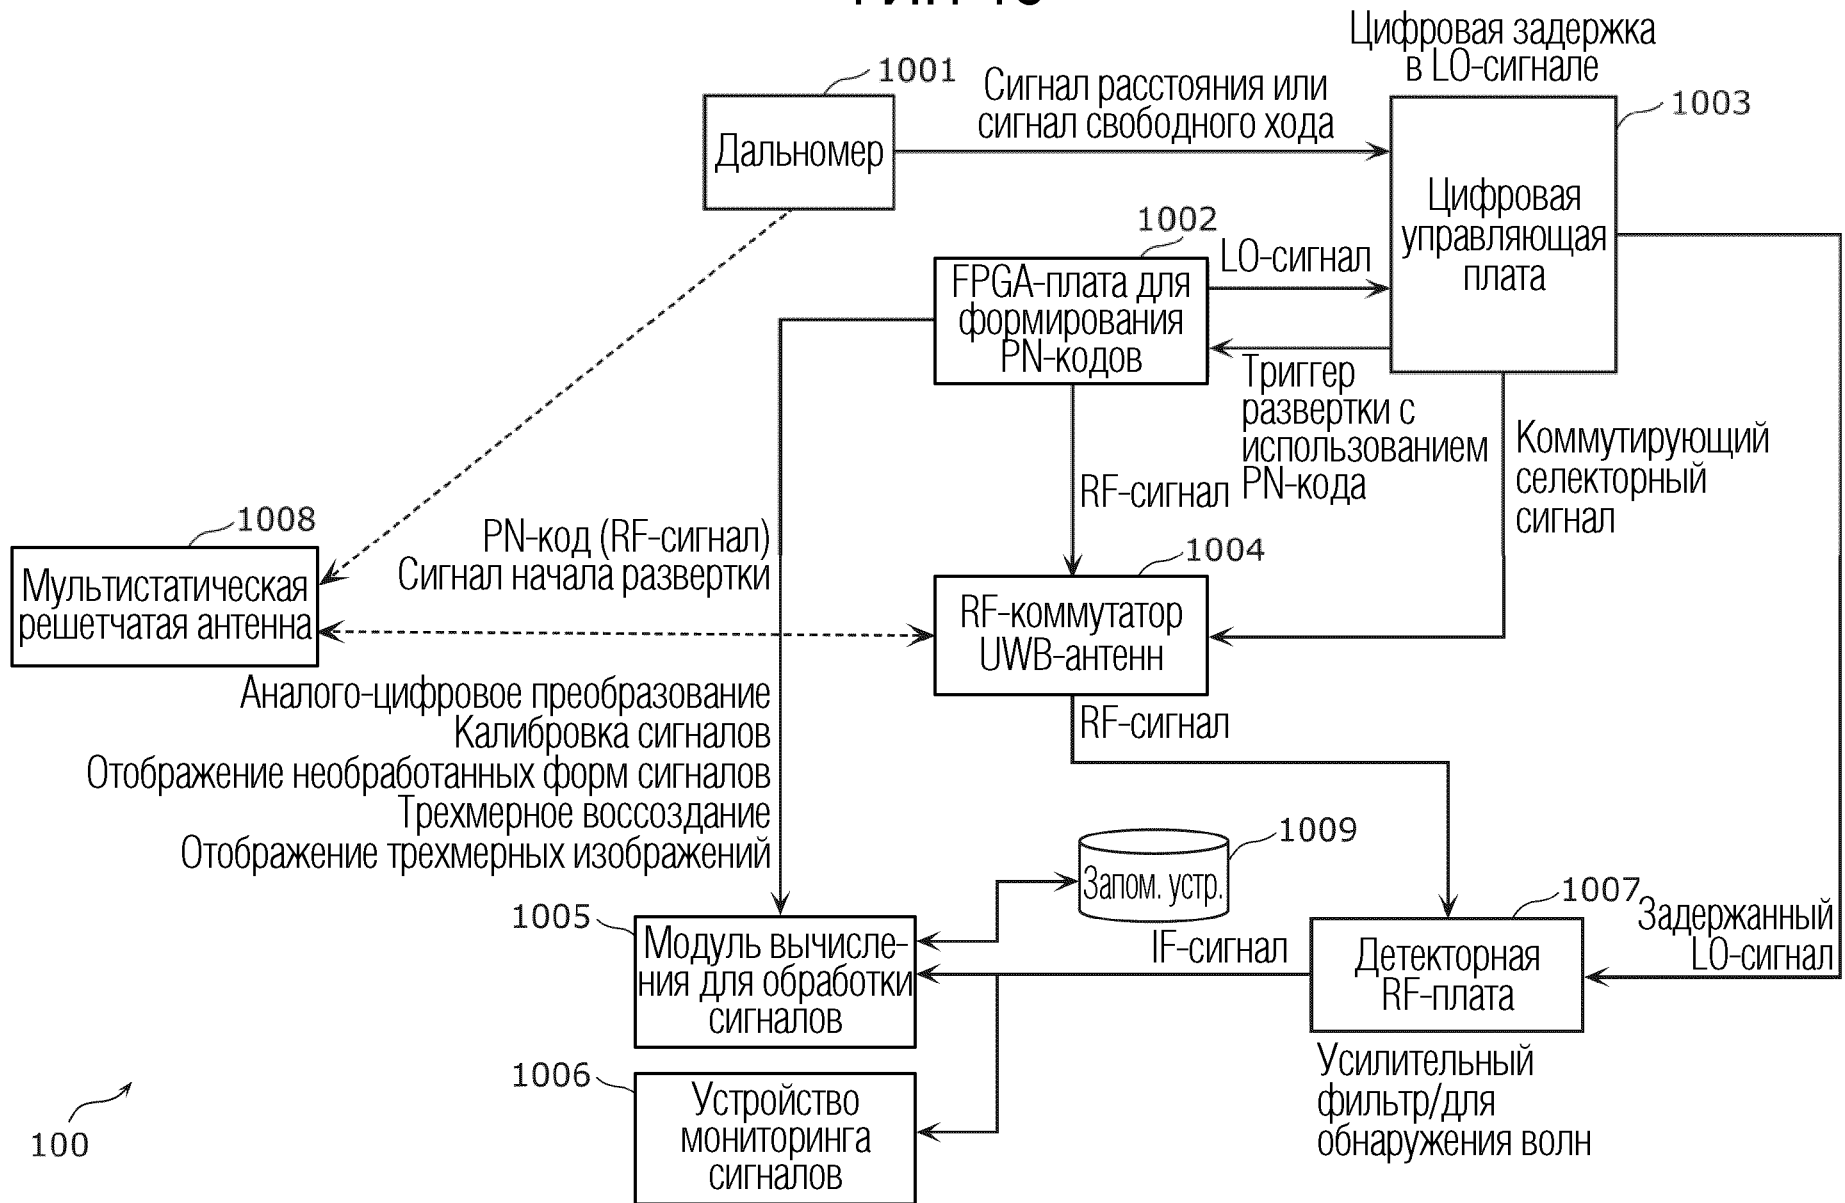 Цифровая задержка
в LO-сигнале
1001
Сигнал расстояния или
сигнал свободного хода
1003
Дальномер
Цифровая
управляющая
плата
1002
LO-сигнал
FPGA-плата для
формирования
PN-кодов
Триггер
развертки с
использованием
PN-кода
Коммутирующий
селекторный
сигнал
RF-сигнал
1008
PN-код (RF-сигнал)
Сигнал начала развертки
1004
Мультистатическая
решетчатая антенна
RF-коммутатор
UWB-антенн
Аналого-цифровое преобразование
Калибровка сигналов
Отображение необработанных форм сигналов
Трехмерное воссоздание
Отображение трехмерных изображений
RF-сигнал
1009
Запом. устр.
1007
1005
Модуль вычисле-
ния для обработки
сигналов
IF-сигнал
Детекторная
RF-плата
Задержанный
LO-сигнал
1006
Устройство
мониторинга
сигналов
Усилительный
фильтр/для
обнаружения волн
100